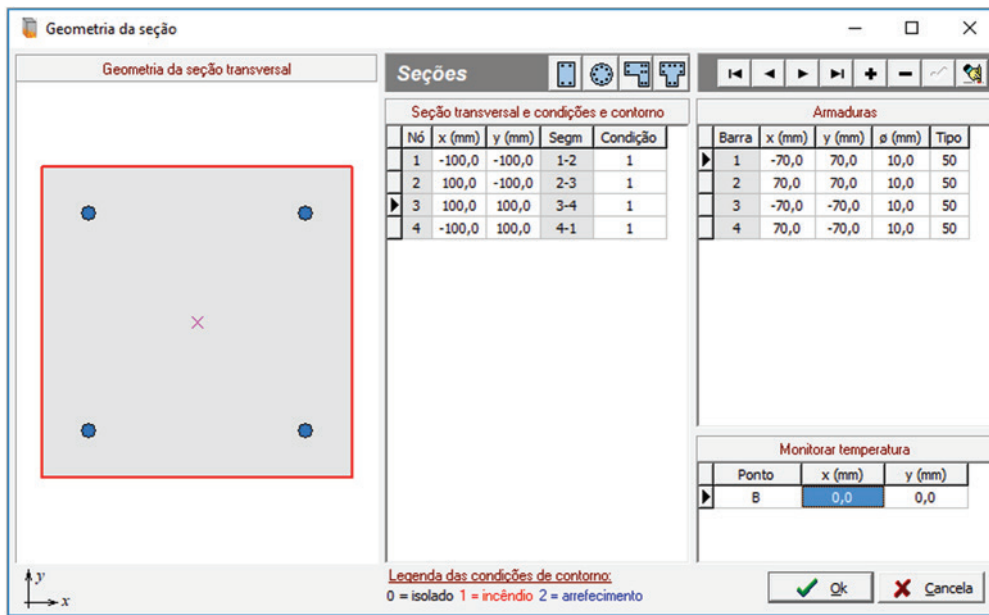 Geometria da seção
Geometria da seção transversal
Seções
Seção transversal e condições e contorno
Nó x (mm) y (mm) Segm Condição
1 -100,0 -100,0 1-2 1
2 100,0 -100,0 2-3 1
3 100,0 100,0 3-4 1
4 -100,0 100,0 4-1 1
Armaduras
Barra x (mm) y (mm) ø (mm) Tipo
1 -70,0 70,0 10,0 50
2 70,0 70,0 10,0 50
3 -70,0 -70,0 10,0 50
4 70,0 -70,0 10,0 50
Monitorar temperatura
Ponto x (mm) y (mm)
B 0,0 0,0
y
x
Legenda das condições de contorno:
0 = isolado 1 = incêndio 2 = arrefecimento
Ok
Cancela